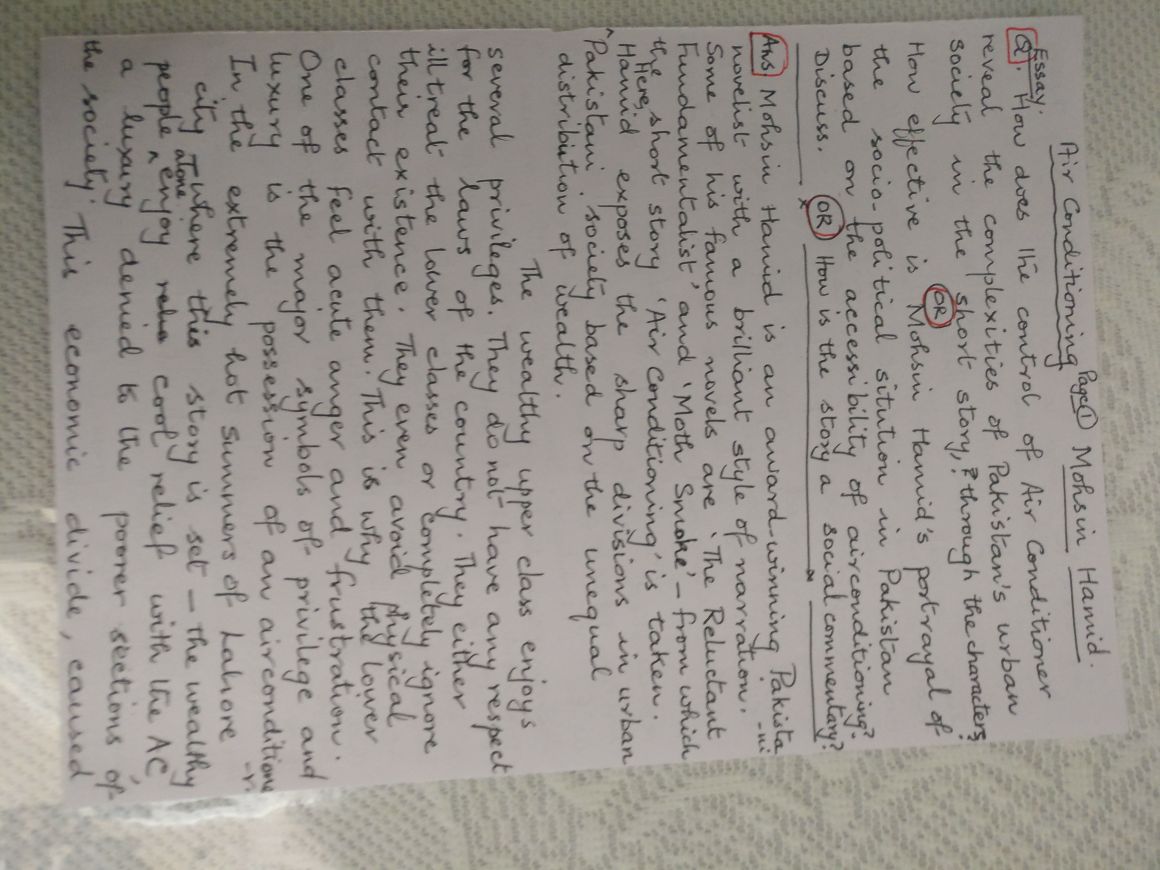 Air Conditioning Page ① Mohsin Hamid.
Essay.
Q. How does the control of Air Conditioner
reveal the complexities of Pakistan's urban
society in the short story,? through the characters?
OR
How effective is Mohsin Hamid's portrayal of
the socio-political sitution in Pakistan
based on the accessibility of airconditioning?
Discuss. OR How is the story a social commentary?
Ans Mohsin Hamid is an award-winning Pakista
-ni
novelist with a brilliant style of narration.
Some of his famous novels are 'The Reluctant
Fundamentalist' and 'Moth Smoke' – from which
the short story 'Air Conditioning' is taken.
Here,
Hamid exposes the sharp divisions in urban
Pakistani society based on the unequal
distribution of wealth.
The wealthy upper class enjoys
several privileges. They do not have any respect
for the laws of the country. They either
illtreat the lower classes or completely ignore
their existence. They even avoid physical
contact with them. This is why the lower
classes feel acute anger and frustration.
One of the major symbols of privilege and
luxury is the possession of an airconditione
-r.
In the extremely hot summers of Lahore
city – where this story is set – the wealthy
alone
people ^ enjoy cool relief with the AC,
a luxury denied to the poorer sections of
the society.
This economic divide, caused